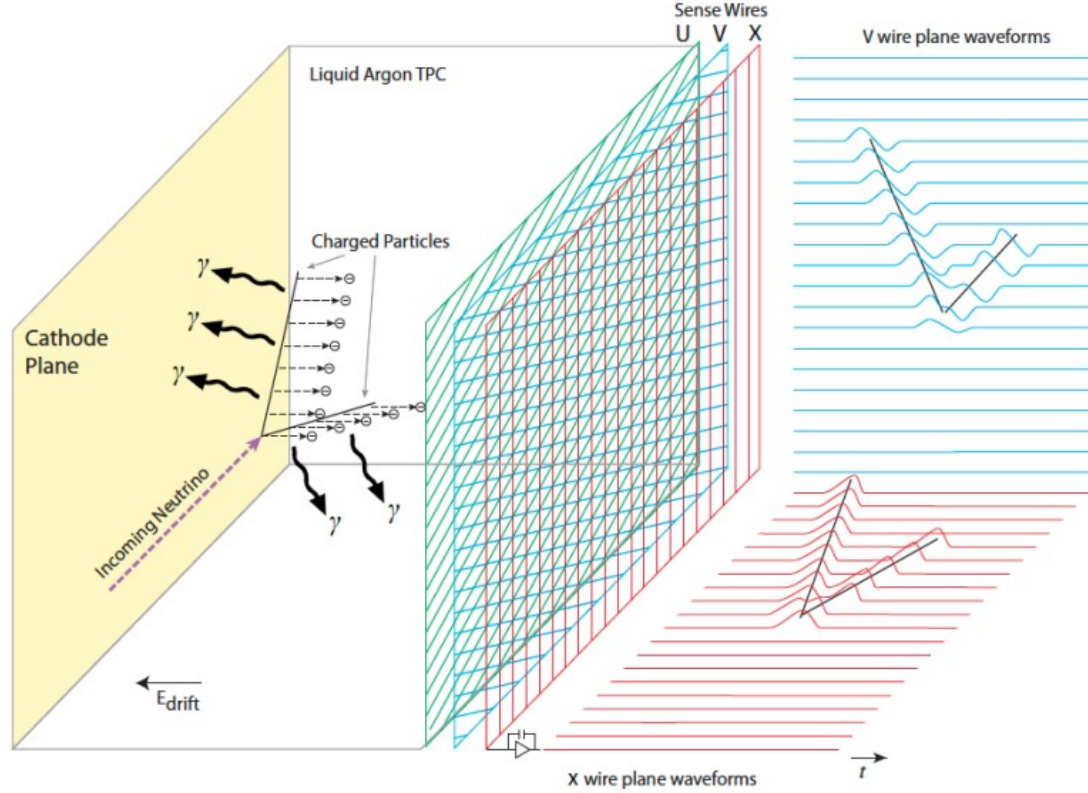 Sense Wires
U V X
V wire plane waveforms
Liquid Argon TPC
Charged Particles
γ
γ
γ
Cathode
Plane
Incoming Neutrino
γ
γ
Edrift
X wire plane waveforms
t